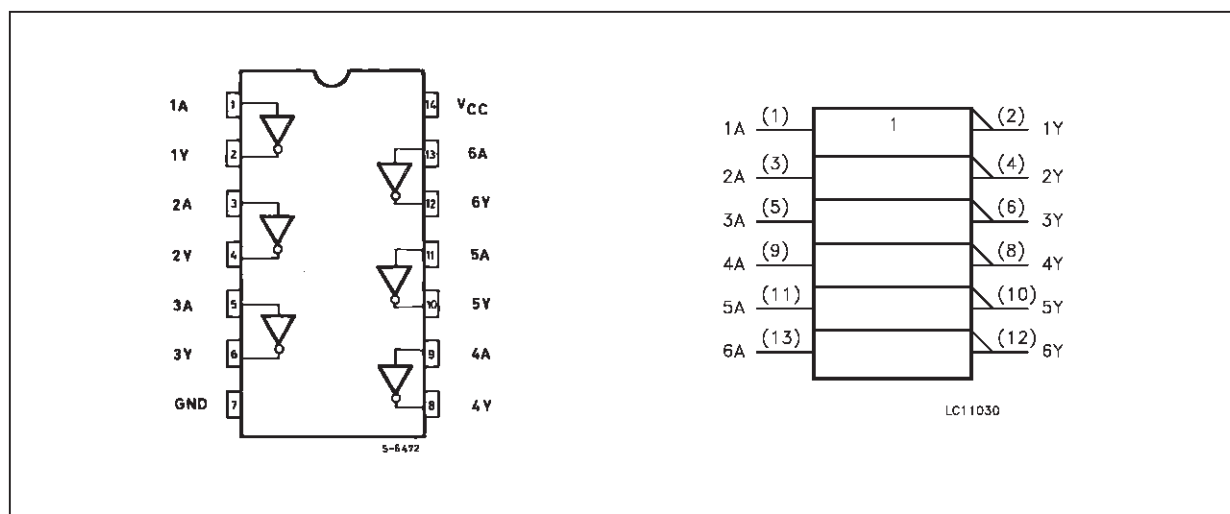 1A 1 14 VCC
1Y 2 13 6A
2A 3 12 6Y
2Y 4 11 5A
3A 5 10 5Y
3Y 6 9 4A
GND 7 8 4Y
S-6472
1A (1) 1 (2) 1Y
2A (3) (4) 2Y
3A (5) (6) 3Y
4A (9) (8) 4Y
5A (11) (10) 5Y
6A (13) (12) 6Y
LC11030